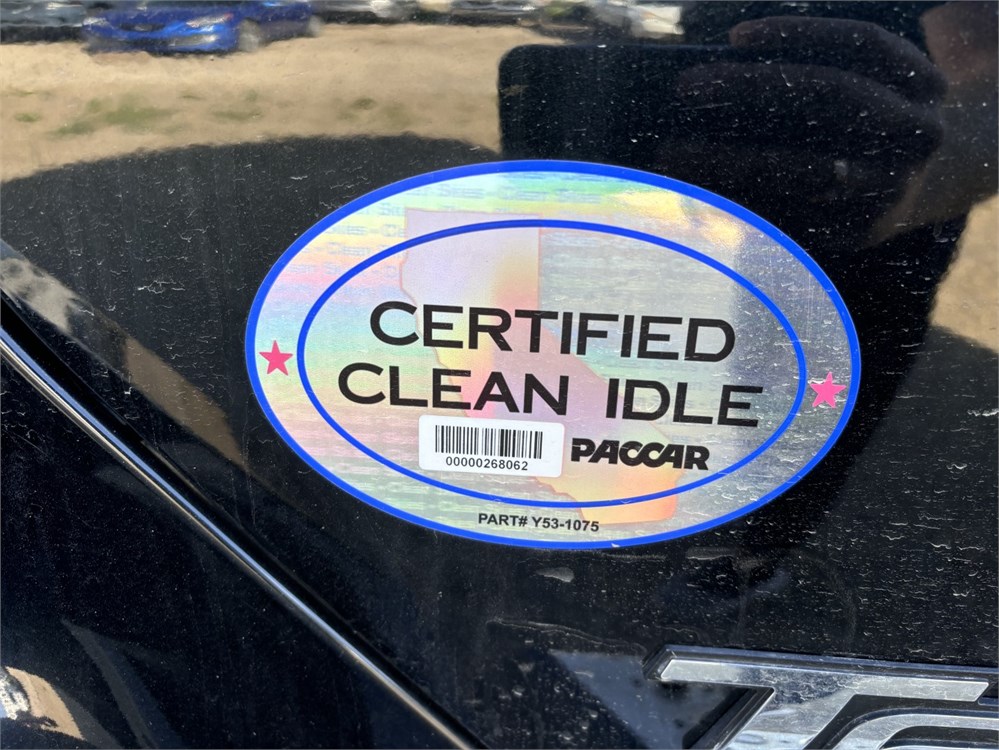 CERTIFIED
CLEAN IDLE
00000268062
PACCAR
PART# Y53-1075